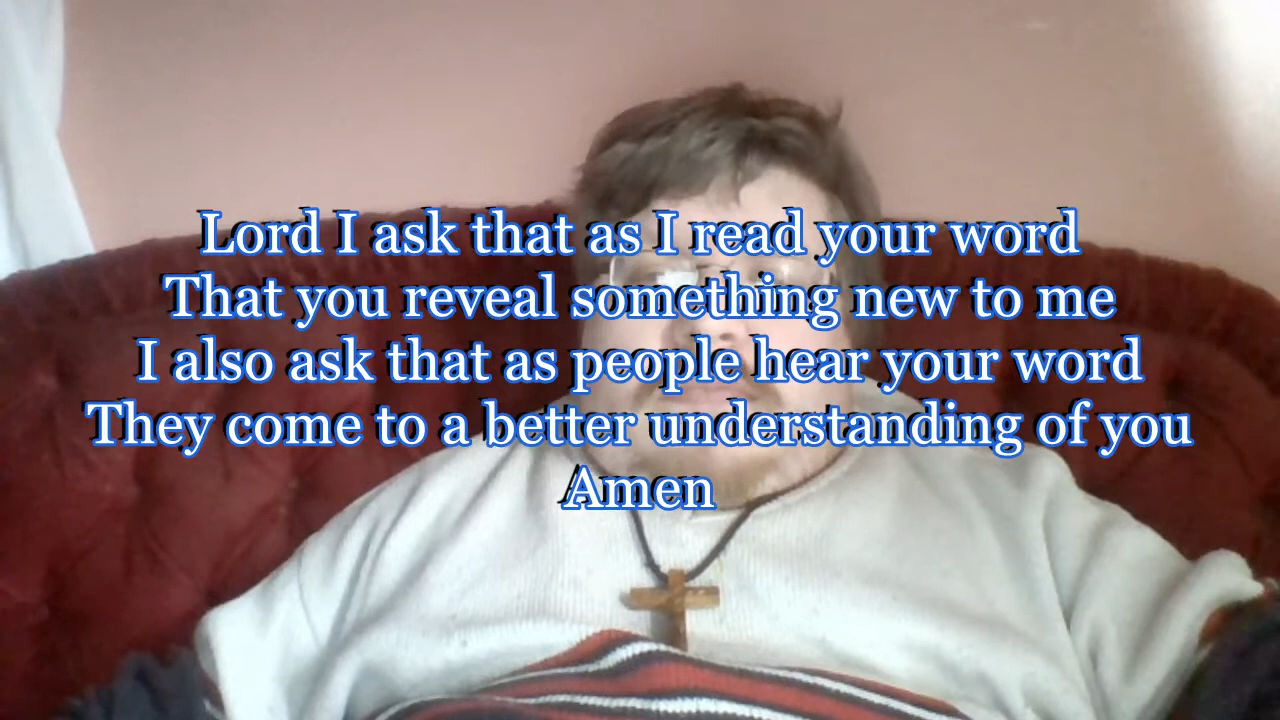 Lord I ask that as I read your word
That you reveal something new to me
I also ask that as people hear your word
They come to a better understanding of you
Amen